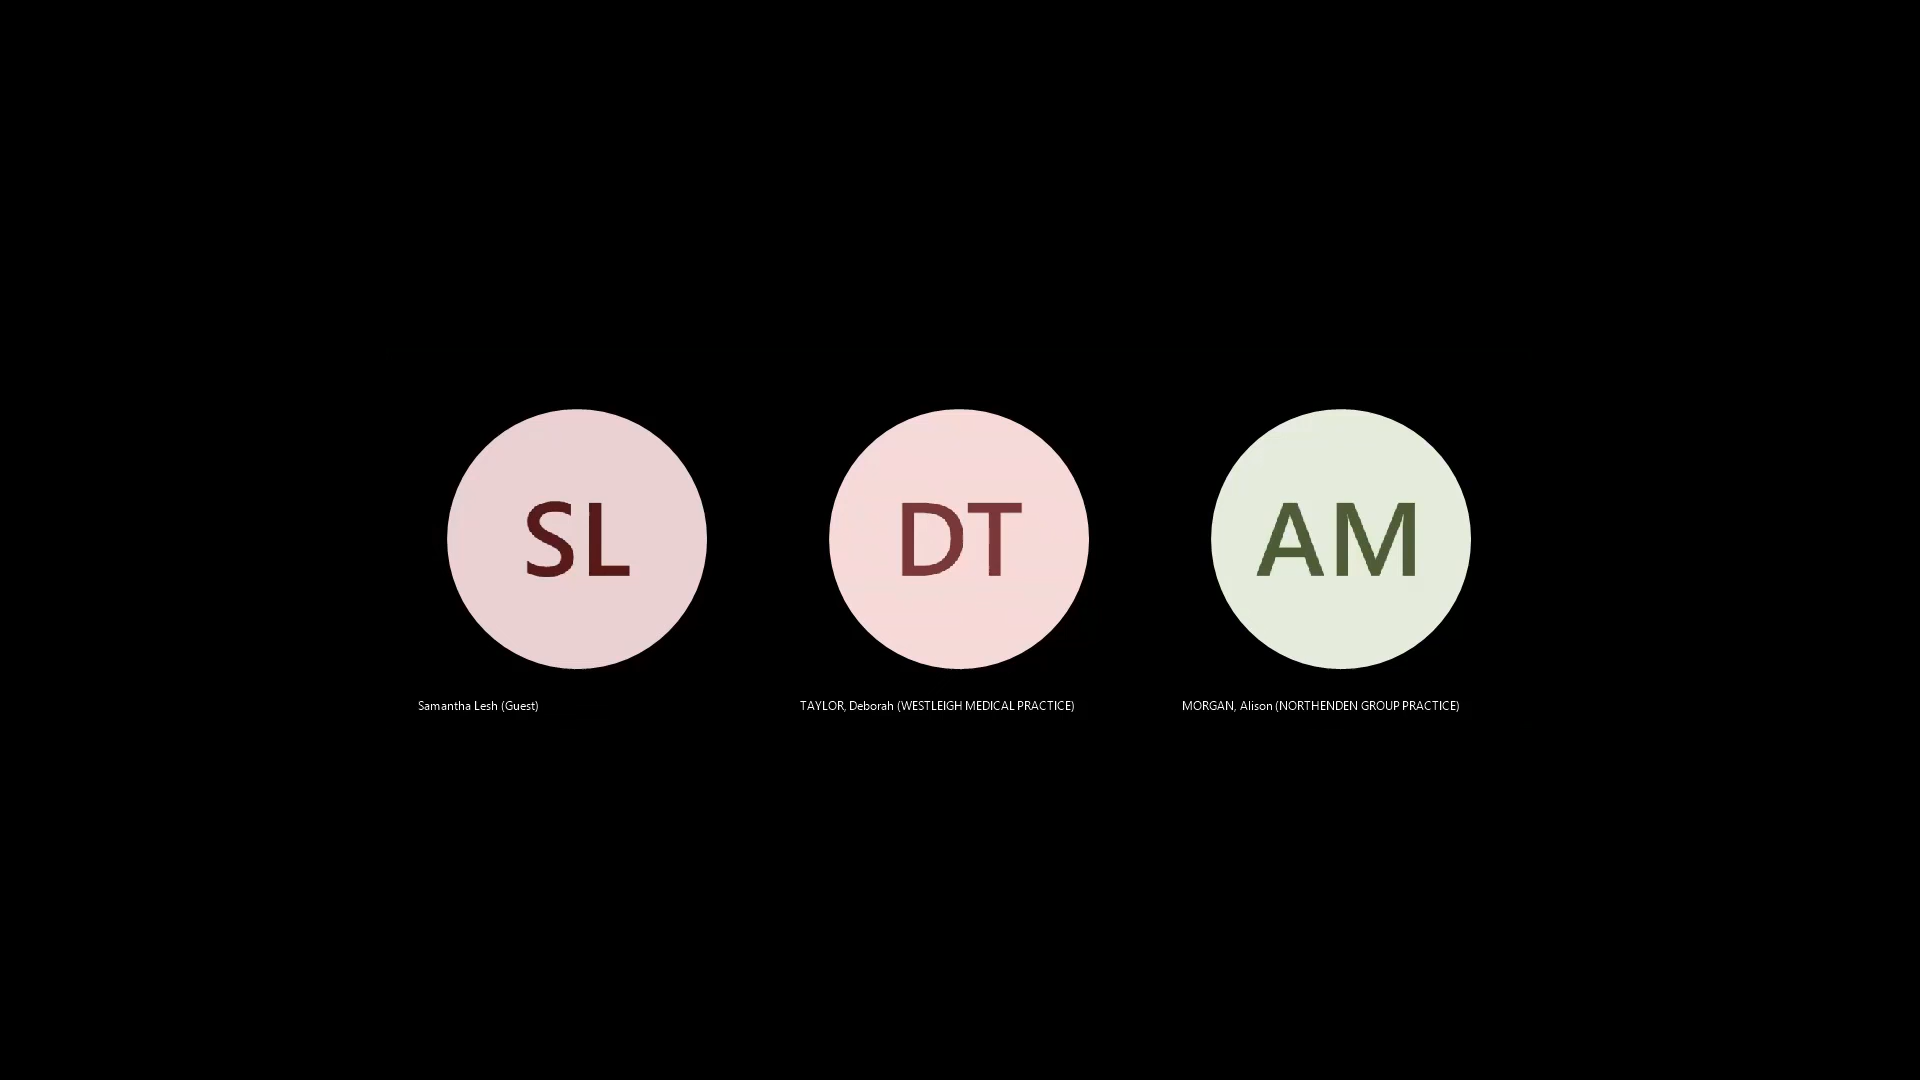 SL
DT
AM
Samantha Lesh (Guest)
TAYLOR, Deborah (WESTLEIGH MEDICAL PRACTICE)
MORGAN, Alison (NORTHENDEN GROUP PRACTICE)